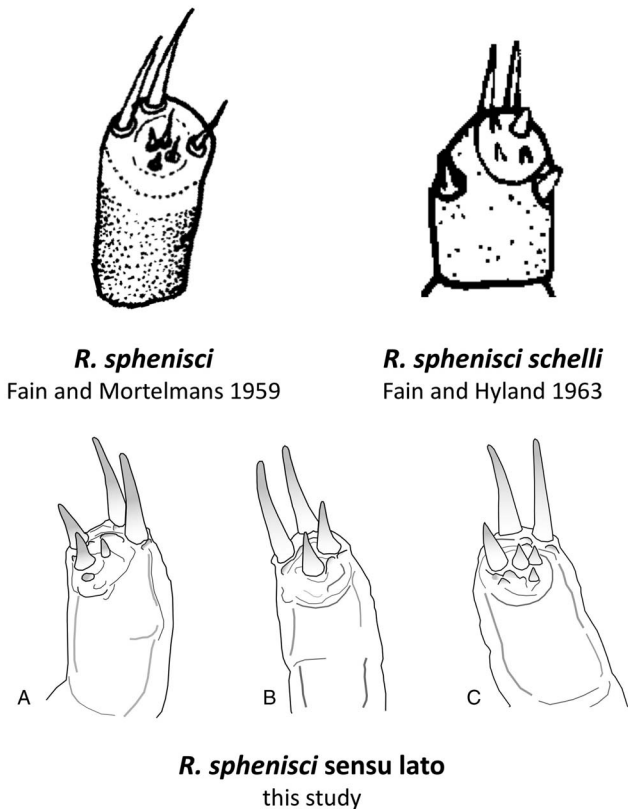 R. sphenisci
Fain and Mortelmans 1959
R. sphenisci schelli
Fain and Hyland 1963
A
B
C
R. sphenisci sensu lato
this study